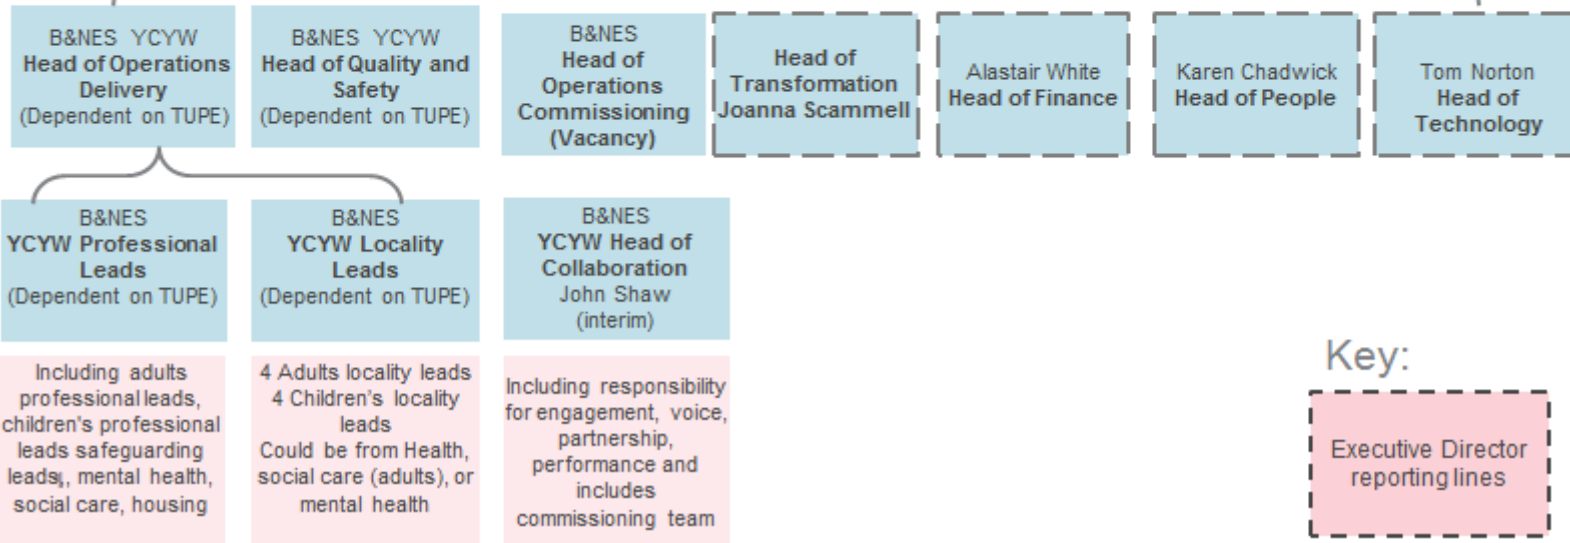 B&NES YCYW
Head of Operations
Delivery
(Dependent on TUPE)
B&NES YCYW
Head of Quality and
Safety
(Dependent on TUPE)
B&NES
Head of
Operations
Commissioning
(Vacancy)
Head of
Transformation
Joanna Scammell
Alastair White
Head of Finance
Karen Chadwick
Head of People
Tom Norton
Head of
Technology
B&NES
YCYW Professional
Leads
(Dependent on TUPE)
B&NES
YCYW Locality
Leads
(Dependent on TUPE)
B&NES
YCYW Head of
Collaboration
John Shaw
(interim)
Including adults
professional leads,
children's professional
leads safeguarding
leads,, mental health,
social care, housing
4 Adults locality leads
4 Children's locality
leads
Could be from Health,
social care (adults), or
mental health
Including responsibility
for engagement, voice,
partnership,
performance and
includes
commissioning team
Key:
Executive Director
reporting lines